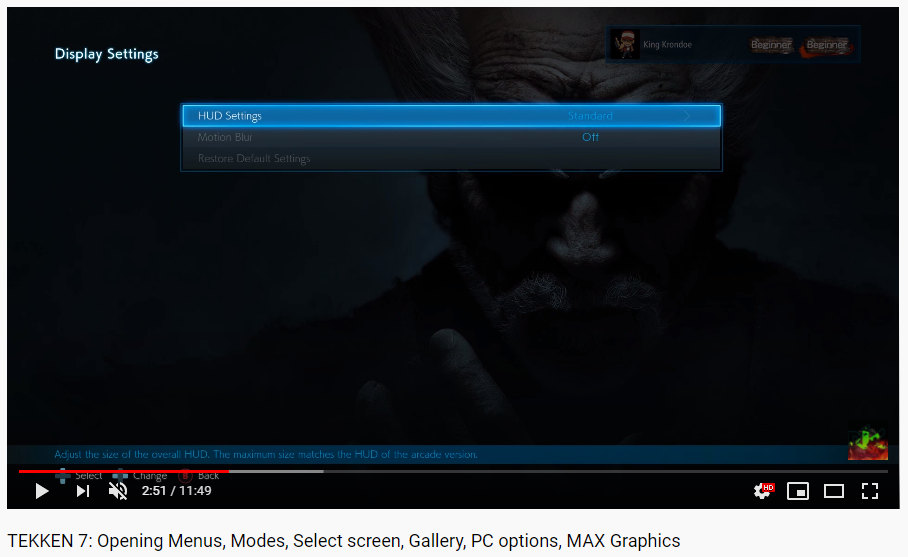 Display Settings
King Krondoe
Beginner
Beginner
HUD Settings
Standard
Motion Blur
Off
Restore Default Settings
Adjust the size of the overall HUD. The maximum size matches the HUD of the arcade version.
Select
Change
B
Back
2:51 / 11:49
HD
TEKKEN 7: Opening Menus, Modes, Select screen, Gallery, PC options, MAX Graphics